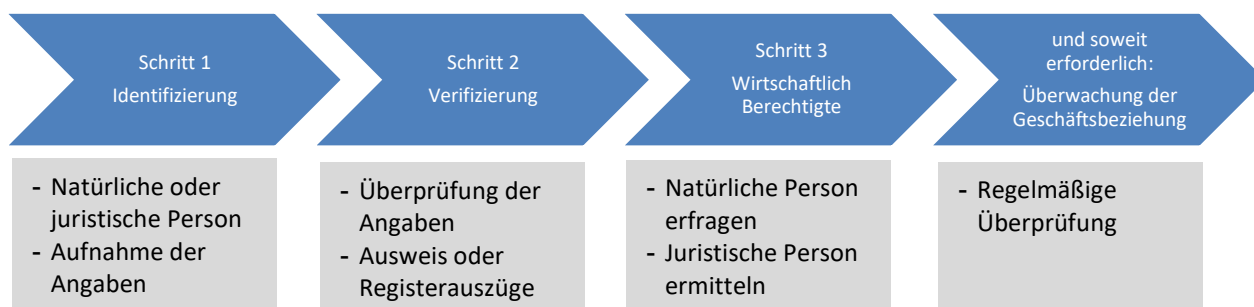 Schritt 1
Identifizierung
Schritt 2
Verifizierung
Schritt 3
Wirtschaftlich
Berechtigte
und soweit
erforderlich:
Überwachung der
Geschäftsbeziehung
- Natürliche oder
juristische Person
- Aufnahme der
Angaben
- Überprüfung der
Angaben
- Ausweis oder
Registerauszüge
- Natürliche Person
erfragen
- Juristische Person
ermitteln
- Regelmäßige
Überprüfung